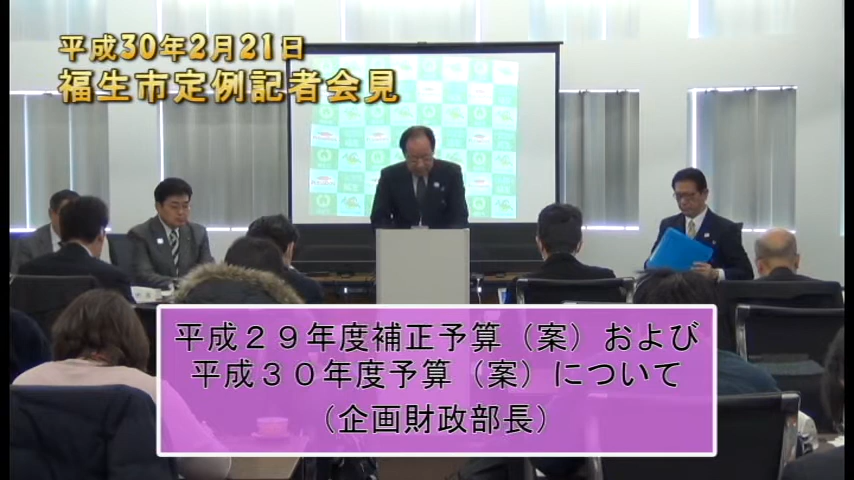 平成30年2月21日
福生市定例記者会見
平成２９年度補正予算（案）および
平成３０年度予算（案）について
（企画財政部長）